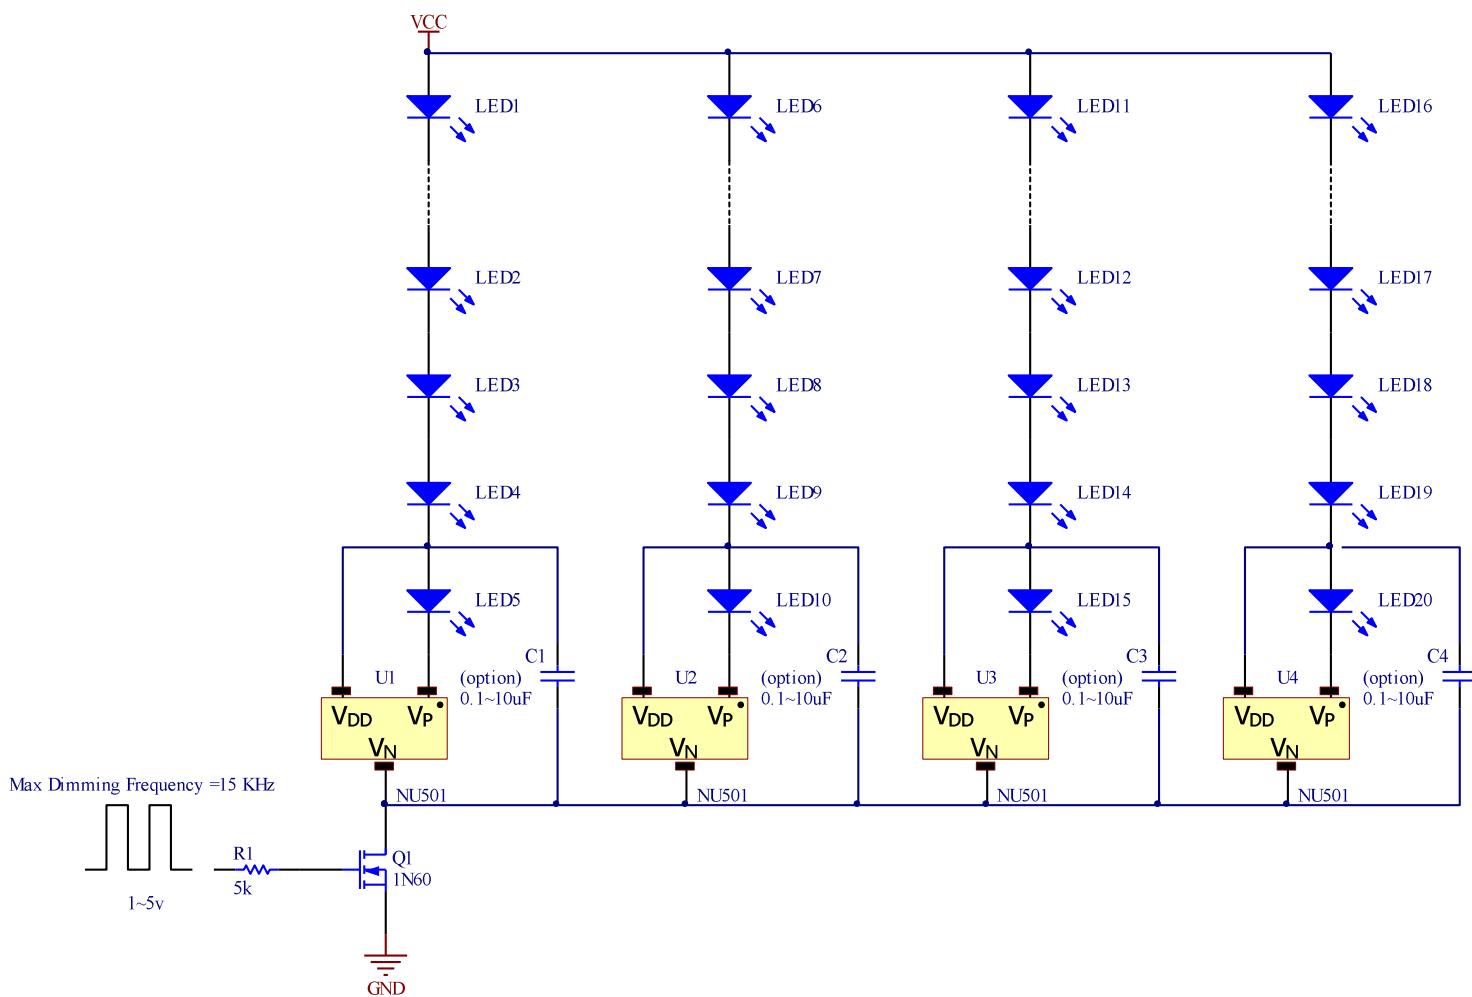 VCC
LED1 LED6 LED11 LED16
LED2 LED7 LED12 LED17
LED3 LED8 LED13 LED18
LED4 LED9 LED14 LED19
LED5 LED10 LED15 LED20
C1 C2 C3 C4
U1 (option) U2 (option) U3 (option) U4 (option)
0.1~10uF 0.1~10uF 0.1~10uF 0.1~10uF
VDD VP VDD VP VDD VP VDD VP
VN VN VN VN
Max Dimming Frequency =15 KHz
NU501 NU501 NU501 NU501
R1 Q1
5k 1N60
1~5v
GND